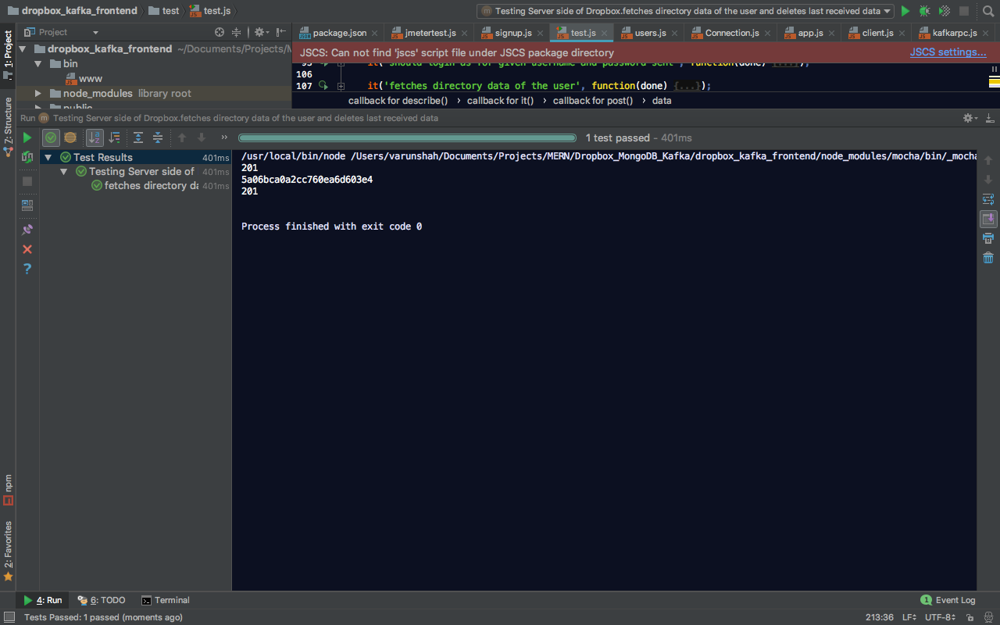 dropbox_kafka_frontend test test.js Testing Server side of Dropbox.fetches directory data of the user and deletes last received data
1: Project
Project
package.json jmetertest.js signup.js test.js users.js Connection.js app.js client.js kafkarpc.js
dropbox_kafka_frontend ~/Documents/Projects/M
JSCS: Can not find 'jscs' script file under JSCS package directory JSCS settings...
bin
www
node_modules library root
public
95 it('should login us for given username and password sent', function(done) {...});
106
107 it('fetches directory data of the user', function(done) {...});
callback for describe() › callback for it() › callback for post() › data
Z: Structure
Run Testing Server side of Dropbox.fetches directory data of the user and deletes last received data
1 test passed - 401ms
Test Results 401ms
Testing Server side of 401ms
fetches directory da 401ms
/usr/local/bin/node /Users/varunshah/Documents/Projects/MERN/Dropbox_MongoDB_Kafka/dropbox_kafka_frontend/node_modules/mocha/bin/_mocha
201
5a06bca0a2cc760ea6d603e4
201
Process finished with exit code 0
npm
2: Favorites
4: Run 6: TODO Terminal 1 Event Log
Tests Passed: 1 passed (moments ago) 213:36 LF UTF-8